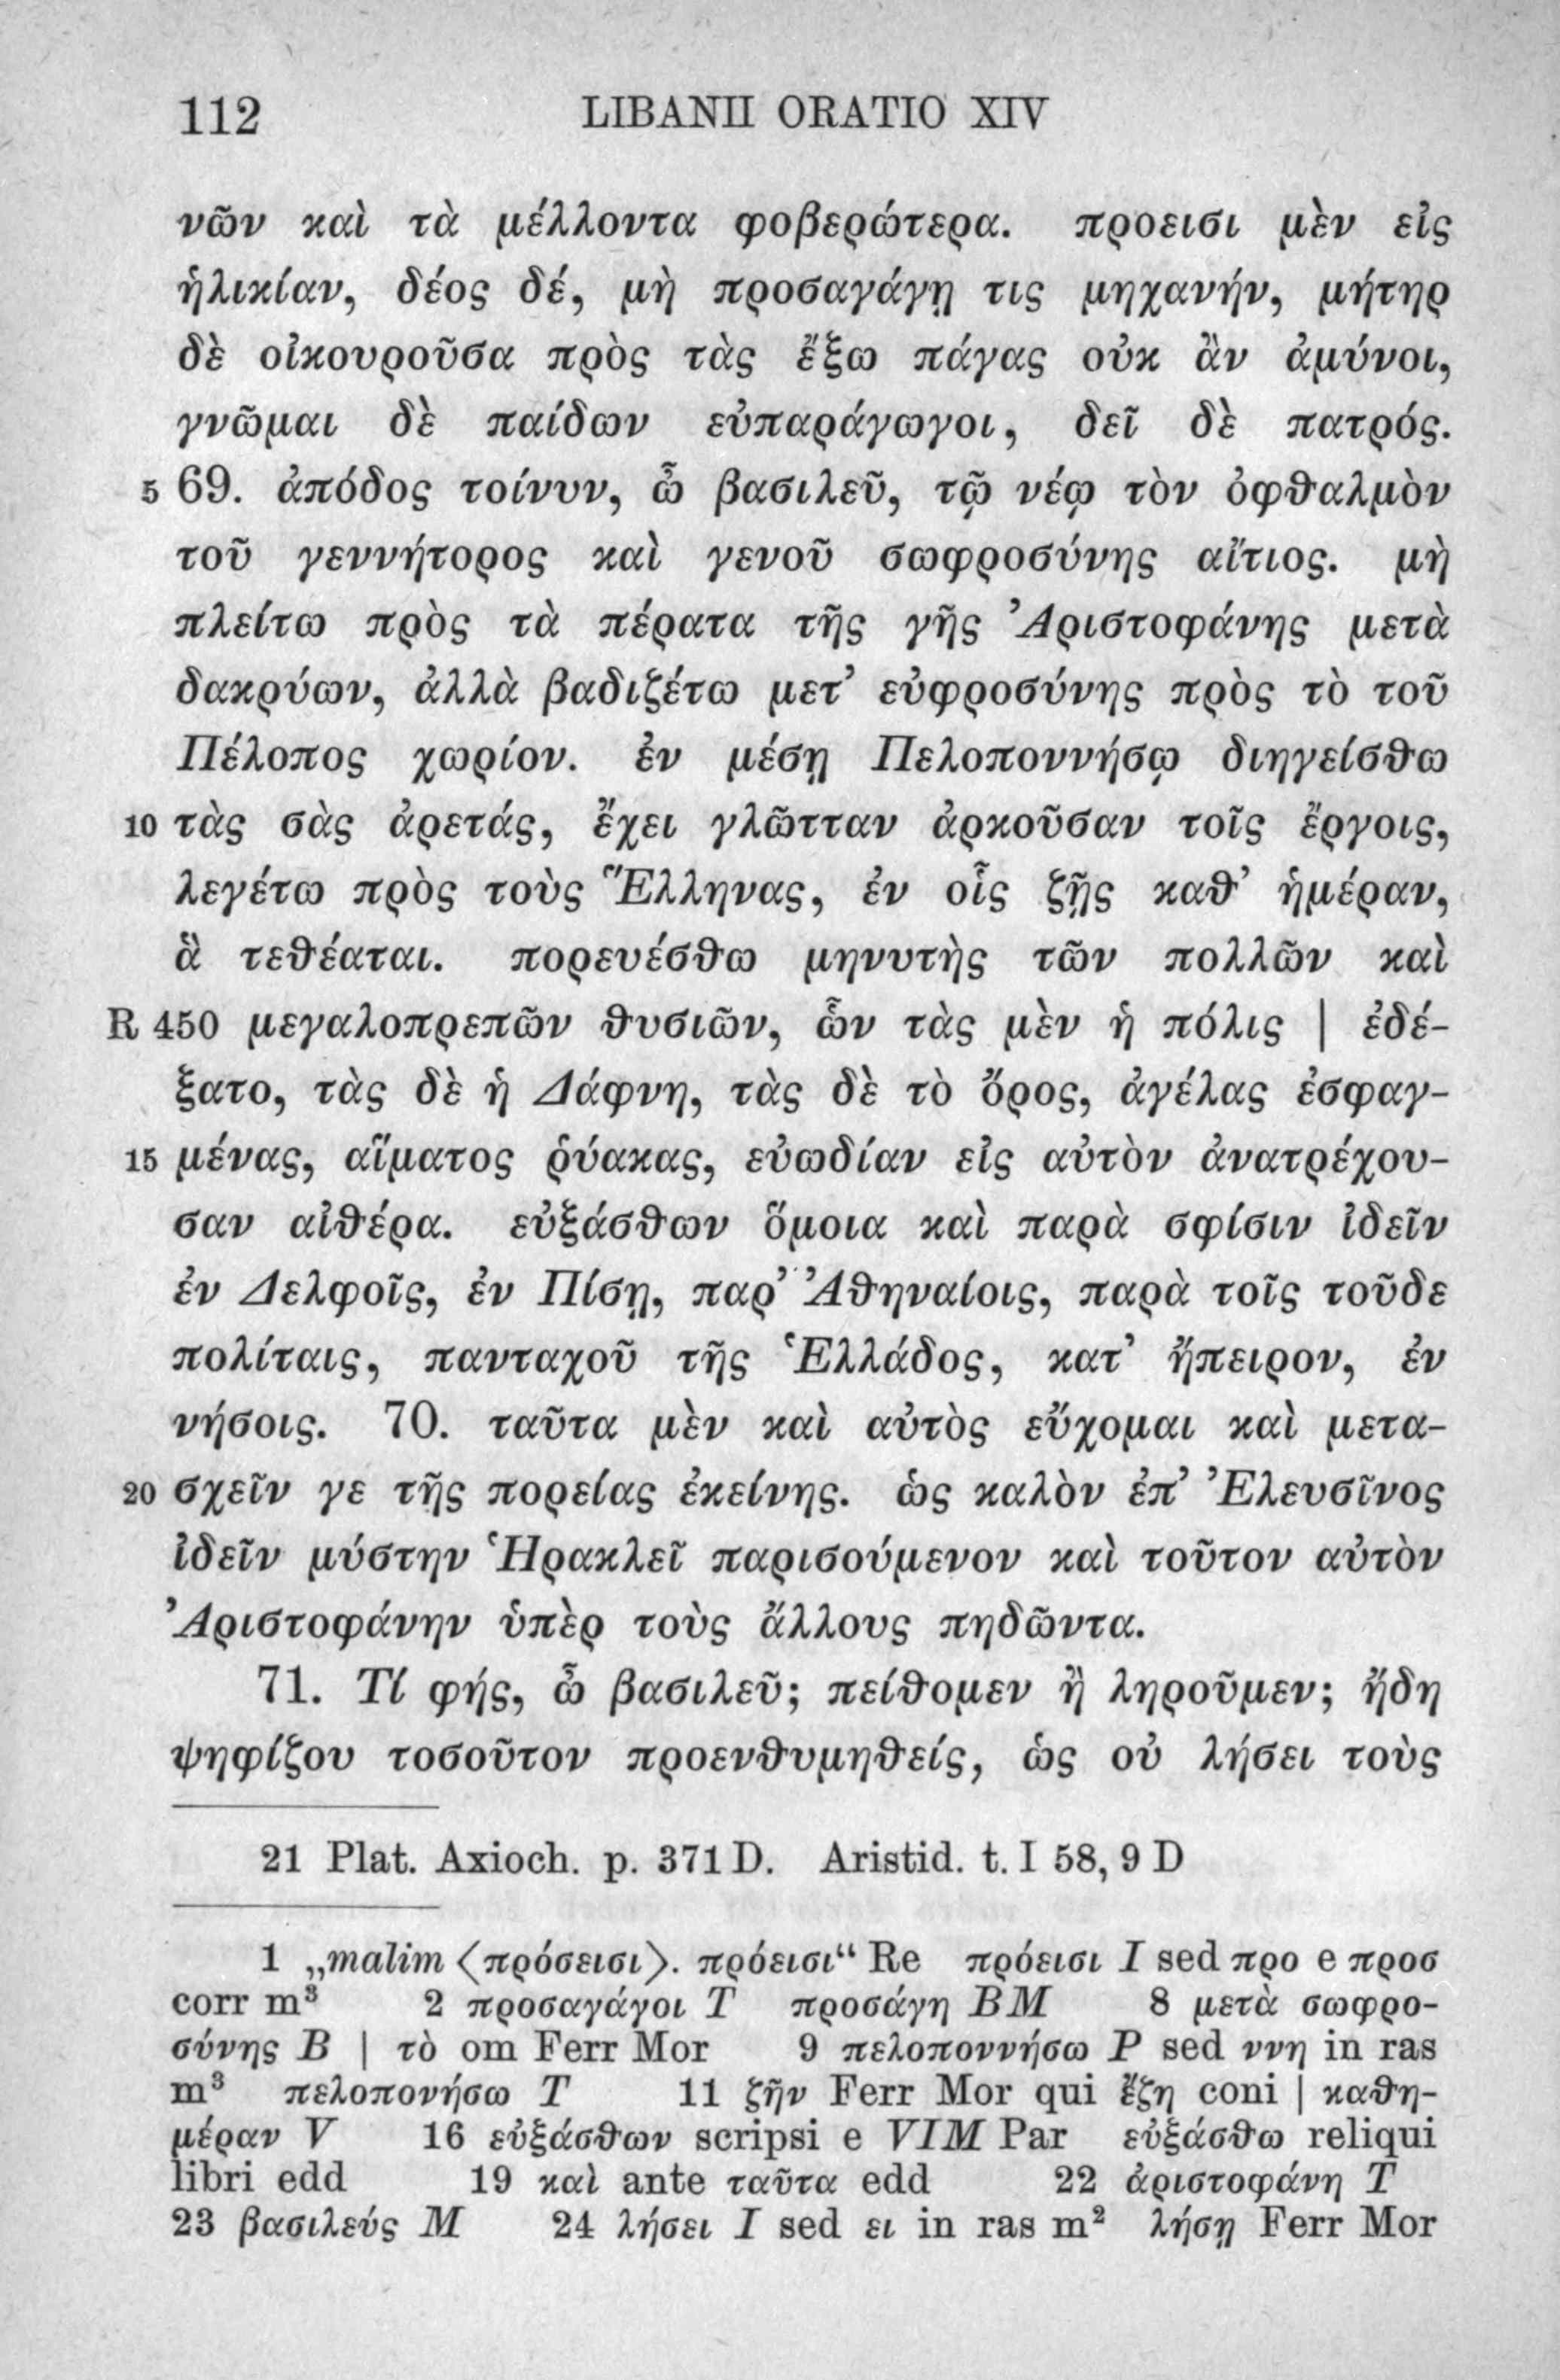 112 LIBANII ORATIO XIV
νῶν καὶ τὰ μέλλοντα φοβερώτερα. προεισι μὲν εἰς
ἡλικίαν, δέος δέ, μὴ προσαγάγῃ τις μηχανήν, μήτηρ
δὲ οἰκουροῦσα πρὸς τὰς ἔξω πάγας οὐκ ἂν ἀμύνοι,
γνῶμαι δὲ παίδων εὐπαράγωγοι, δεῖ δὲ πατρός.
5 69. ἀπόδος τοίνυν, ὦ βασιλεῦ, τῷ νέῳ τὸν ὀφθαλμὸν
τοῦ γεννήτορος καὶ γενοῦ σωφροσύνης αἴτιος. μὴ
πλείτω πρὸς τὰ πέρατα τῆς γῆς Ἀριστοφάνης μετὰ
δακρύων, ἀλλὰ βαδιζέτω μετ’ εὐφροσύνης πρὸς τὸ τοῦ
Πέλοπος χωρίον. ἐν μέσῃ Πελοποννήσῳ διηγείσθω
10 τὰς σὰς ἀρετάς, ἔχει γλῶτταν ἀρκοῦσαν τοῖς ἔργοις,
λεγέτω πρὸς τοὺς Ἕλληνας, ἐν οἷς ζῇς καθ’ ἡμέραν,
ἃ τεθέαται. πορευέσθω μηνυτὴς τῶν πολλῶν καὶ
R 450 μεγαλοπρεπῶν θυσιῶν, ὧν τὰς μὲν ἡ πόλις | ἐδέ-
ξατο, τὰς δὲ ἡ Δάφνη, τὰς δὲ τὸ ὄρος, ἀγέλας ἐσφαγ-
15 μένας, αἵματος ῥύακας, εὐωδίαν εἰς αὐτὸν ἀνατρέχου-
σαν αἰθέρα. εὐξάσθων ὅμοια καὶ παρὰ σφίσιν ἰδεῖν
ἐν Δελφοῖς, ἐν Πίσῃ, παρ’ Ἀθηναίοις, παρὰ τοῖς τοῦδε
πολίταις, πανταχοῦ τῆς Ἑλλάδος, κατ’ ἤπειρον, ἐν
νήσοις. 70. ταῦτα μὲν καὶ αὐτὸς εὔχομαι καὶ μετα-
20 σχεῖν γε τῆς πορείας ἐκείνης. ὡς καλὸν ἐπ’ Ἐλευσῖνος
ἰδεῖν μύστην Ἡρακλεῖ παρισούμενον καὶ τοῦτον αὐτὸν
Ἀριστοφάνην ὑπὲρ τοὺς ἄλλους πηδῶντα.
71. Τί φής, ὦ βασιλεῦ; πείθομεν ἢ ληροῦμεν; ἤδη
ψηφίζου τοσοῦτον προενθυμηθείς, ὡς οὐ λήσει τοὺς
21 Plat. Axioch. p. 371 D. Aristid. t. I 58, 9 D
1 „malim ⟨πρόσεισι⟩. πρόεισι“ Re πρόεισι I sed προ e προσ
corr m³ 2 προσαγάγοι T προσάγη BM 8 μετὰ σωφρο-
σύνης B | τὸ om Ferr Mor 9 πελοποννήσω P sed ννη in ras
m³ πελοπονήσω T 11 ζῆν Ferr Mor qui ἔζη coni | καθη-
μέραν V 16 εὐξάσθων scripsi e VIM Par εὐξάσθω reliqui
libri edd 19 καὶ ante ταῦτα edd 22 ἀριστοφάνη T
23 βασιλεύς M 24 λήσει I sed ει in ras m² λήσῃ Ferr Mor